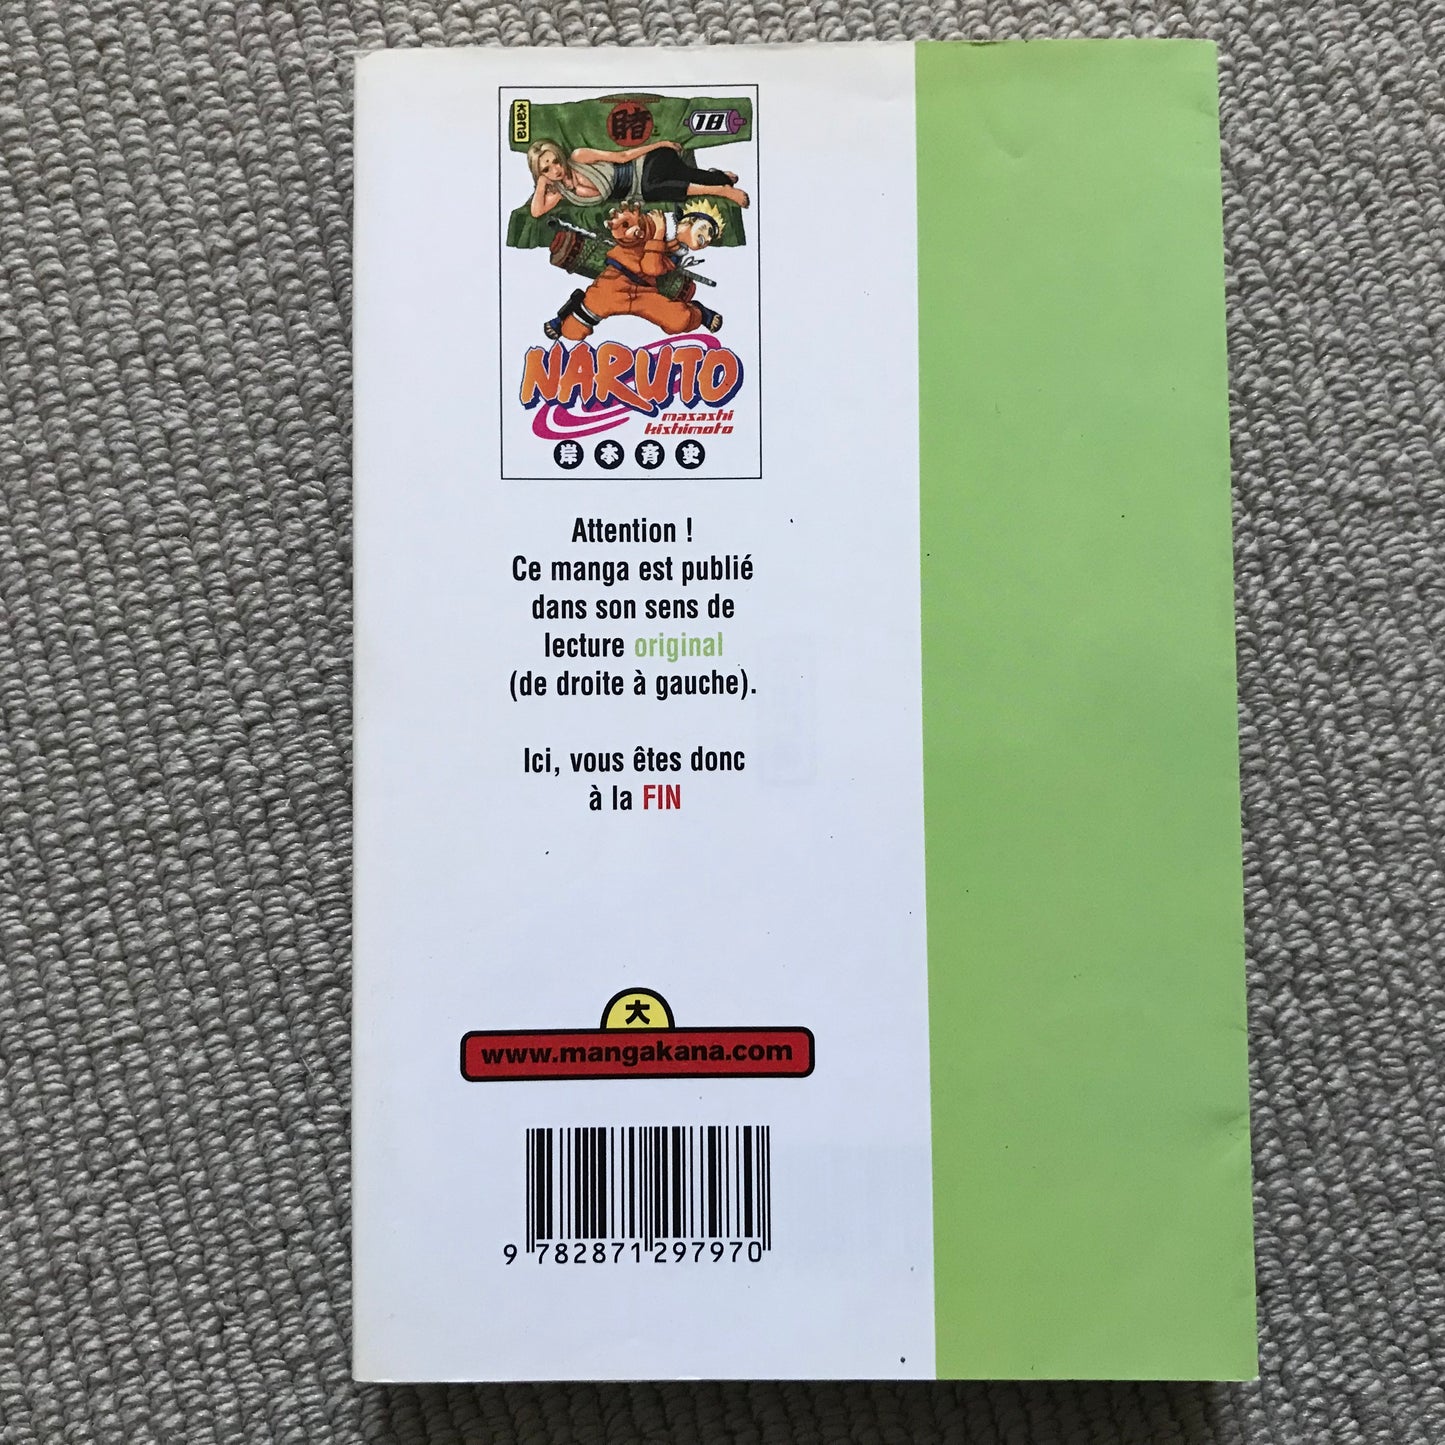 kana
賭
18
NARUTO
masashi
kishimoto
岸本斉史
Attention !
Ce manga est publié
dans son sens de
lecture original
(de droite à gauche).
Ici, vous êtes donc
à la FIN
大
www.mangakana.com
9 782871 297970